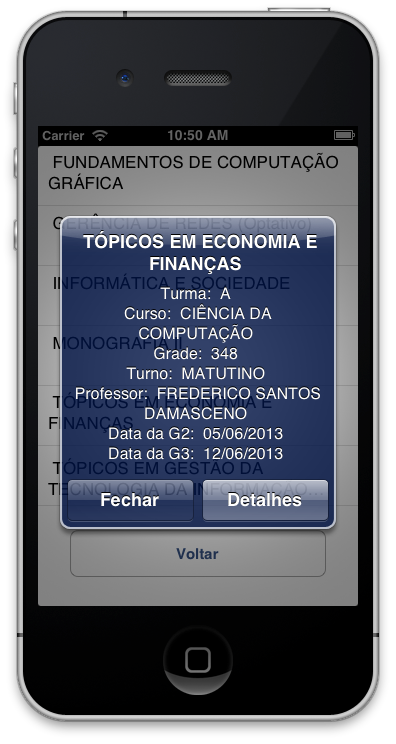 Carrier 10:50 AM
FUNDAMENTOS DE COMPUTAÇÃO
GRÁFICA
GERÊNCIA DE REDES (Optativo)
TÓPICOS EM ECONOMIA E
FINANÇAS
INFORMÁTICA E SOCIEDADE
Turma: A
Curso: CIÊNCIA DA
COMPUTAÇÃO
MONOGRAFIA II
Grade: 348
Turno: MATUTINO
Professor: FREDERICO SANTOS
DAMASCENO
TÓPICOS EM ECONOMIA E
FINANÇAS
Data da G2: 05/06/2013
Data da G3: 12/06/2013
TÓPICOS EM GESTÃO DA
TECNOLOGIA DA INFORMAÇÃO...
Fechar Detalhes
Voltar